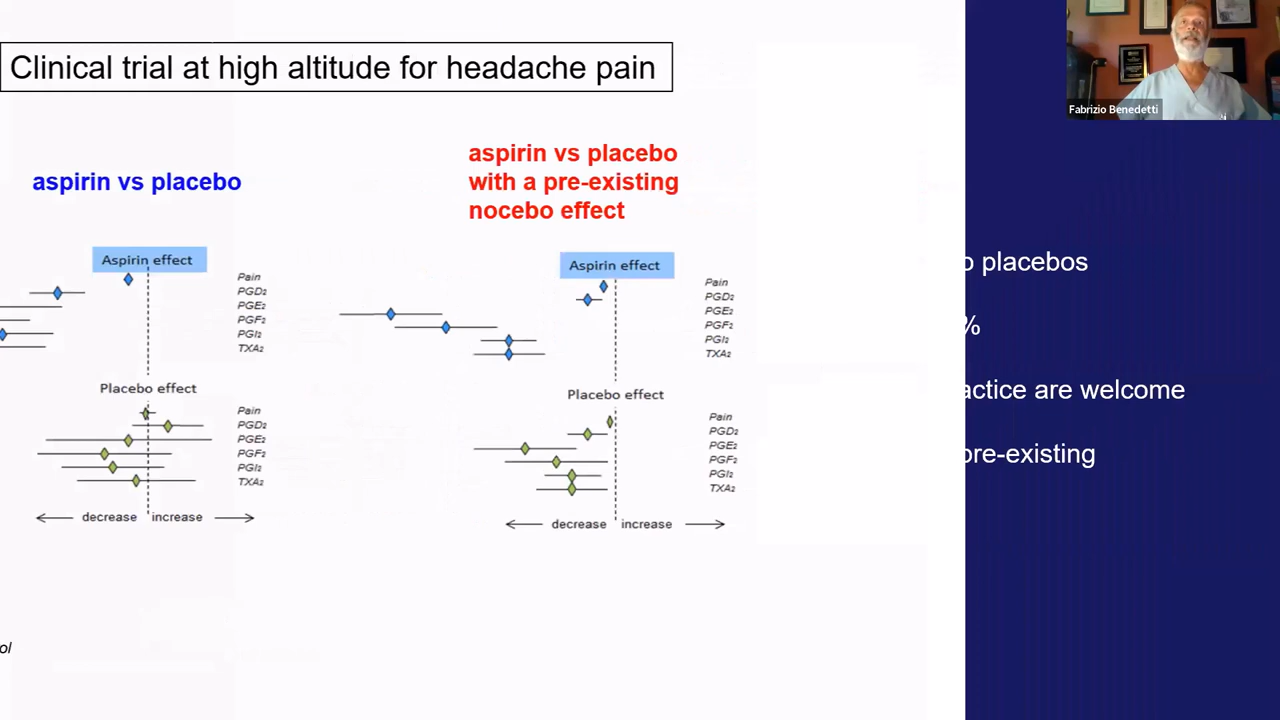 Clinical trial at high altitude for headache pain
Fabrizio Benedetti
aspirin vs placebo
aspirin vs placebo
with a pre-existing
nocebo effect
Aspirin effect
Pain
PGD2
PGE2
PGF2
PGI2
TXA2
Placebo effect
Pain
PGD2
PGE2
PGF2
PGI2
TXA2
decrease
increase
Aspirin effect
Pain
PGD2
PGE2
PGF2
PGI2
TXA2
Placebo effect
Pain
PGD2
PGE2
PGF2
PGI2
TXA2
decrease
increase
placebos
%
actice are welcome
pre-existing
ol